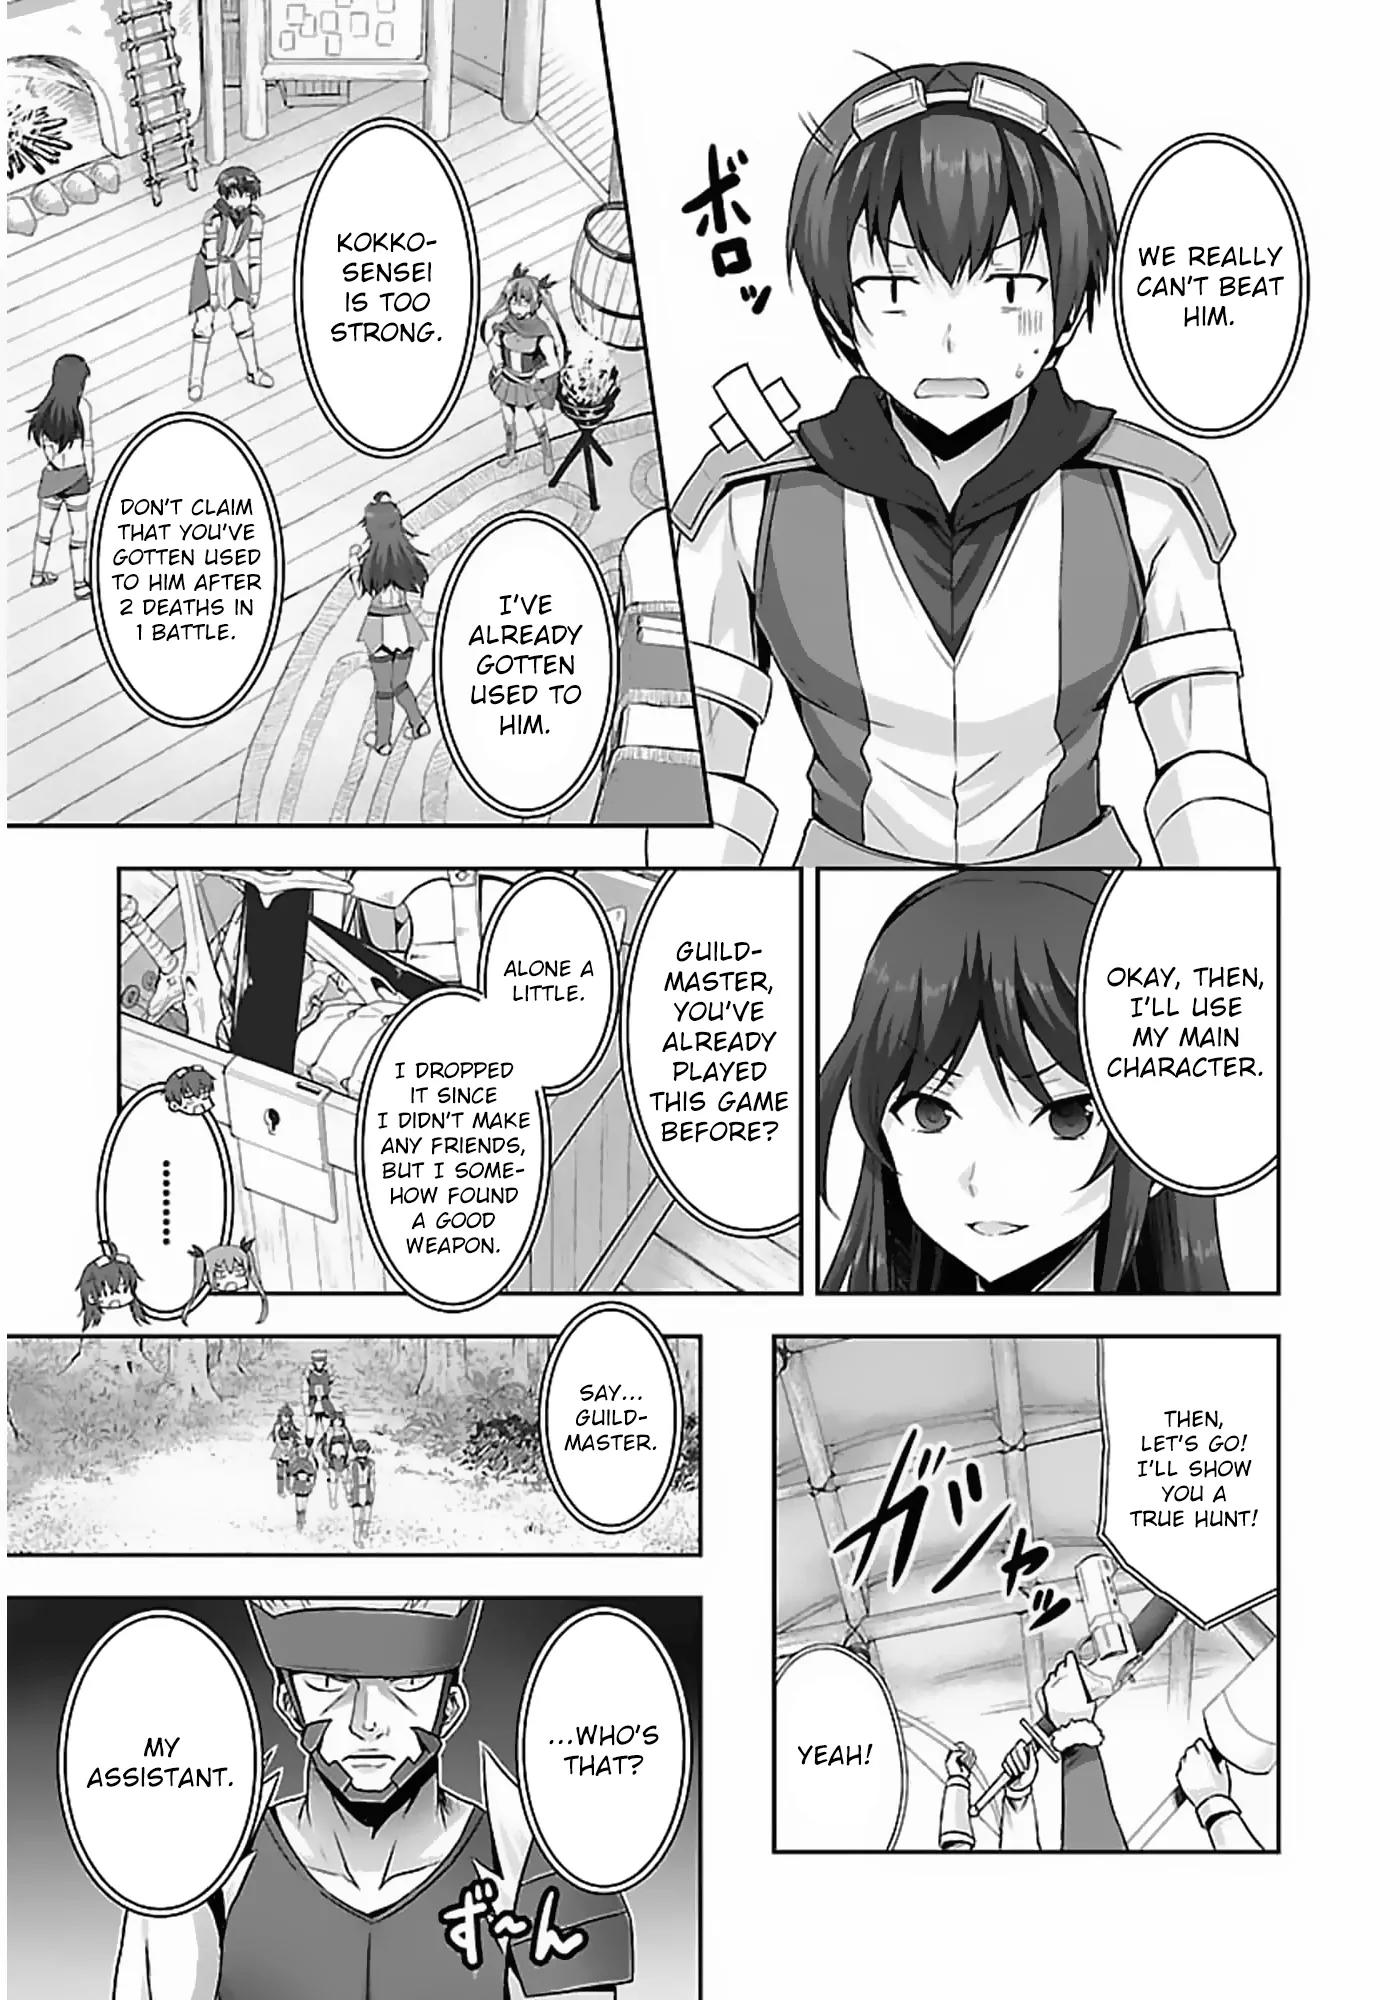 WE REALLY
CAN'T BEAT
HIM.
ボロッ
KOKKO-
SENSEI
IS TOO
STRONG.
I'VE
ALREADY
GOTTEN
USED TO
HIM.
DON'T CLAIM
THAT YOU'VE
GOTTEN USED
TO HIM AFTER
2 DEATHS IN
1 BATTLE.
OKAY, THEN,
I'LL USE
MY MAIN
CHARACTER.
GUILD-
MASTER,
YOU'VE
ALREADY
PLAYED
THIS GAME
BEFORE?
ALONE A
LITTLE.
I DROPPED
IT SINCE
I DIDN'T MAKE
ANY FRIENDS,
BUT I SOME-
HOW FOUND
A GOOD
WEAPON.
………
THEN,
LET'S GO!
I'LL SHOW
YOU A
TRUE HUNT!
ガシャッ
YEAH!
SAY...
GUILD-
MASTER.
...WHO'S
THAT?
MY
ASSISTANT.
ず〜ん